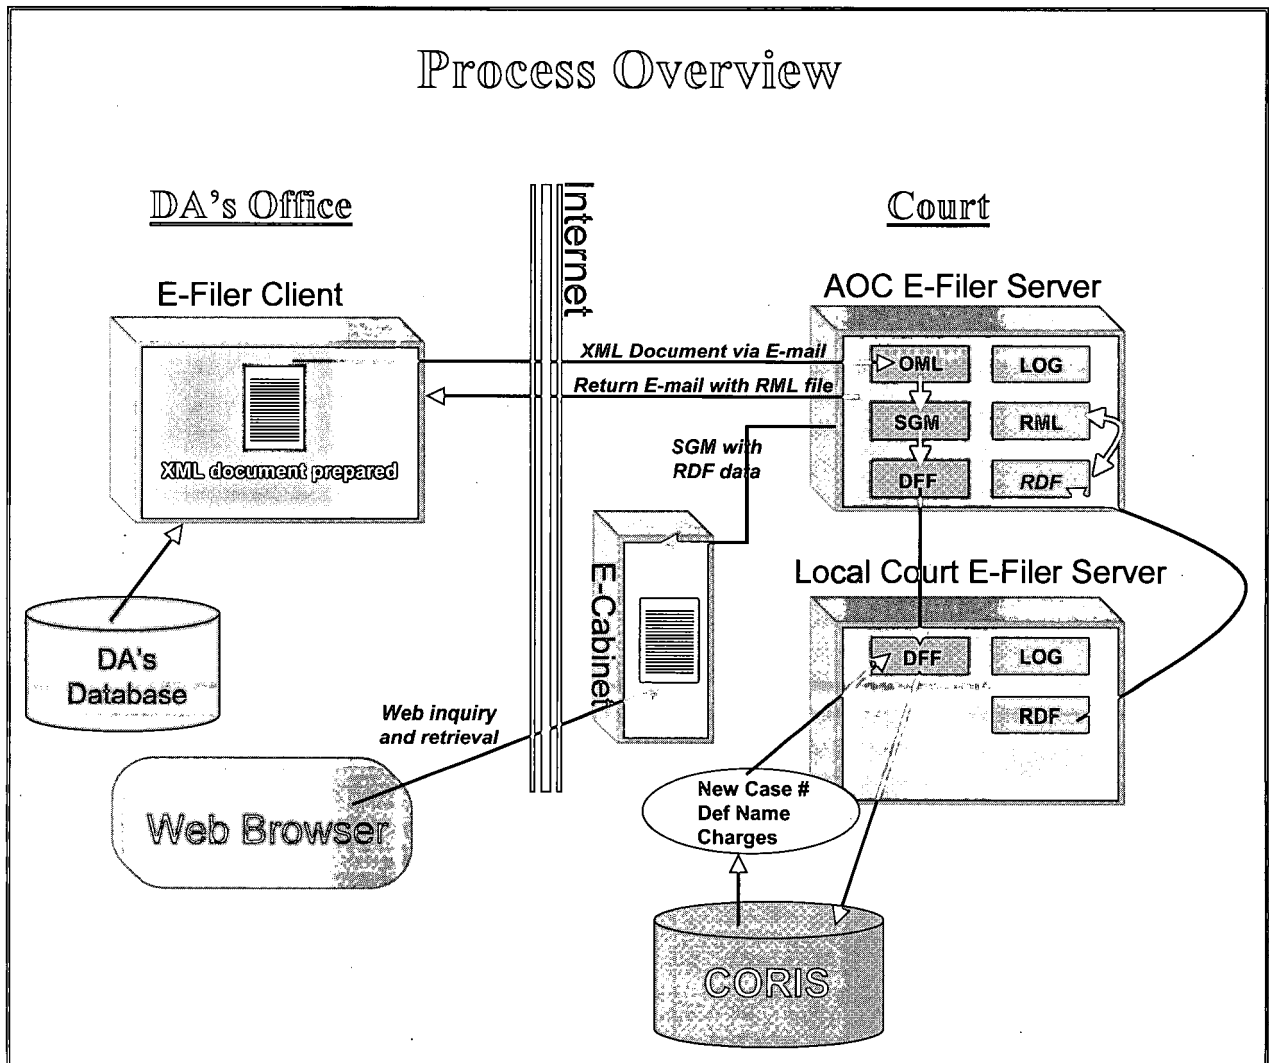 Process Overview
DA's Office
Internet
Court
E-Filer Client
AOC E-Filer Server
XML Document via E-mail
Return E-mail with RML file
OML
LOG
SGM
RML
DFF
RDF
SGM with
RDF data
XML document prepared
E-Cabinet
Local Court E-Filer Server
DFF
LOG
RDF
DA's
Database
Web inquiry
and retrieval
Web Browser
New Case #
Def Name
Charges
CORIS